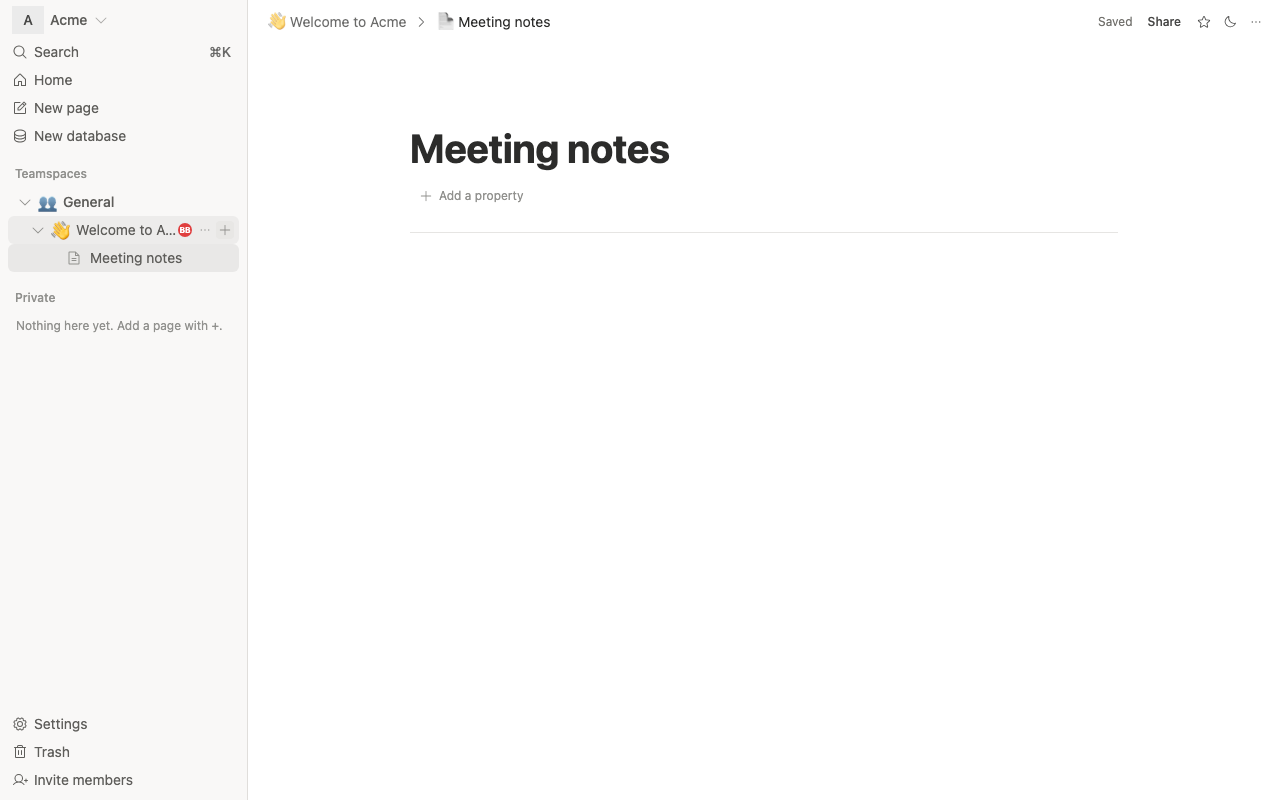 A Acme
Search ⌘K
Home
New page
New database
Teamspaces
General
Welcome to A... BB
Meeting notes
Private
Nothing here yet. Add a page with +.
Settings
Trash
Invite members
Welcome to Acme > Meeting notes
Saved Share
Meeting notes
Add a property